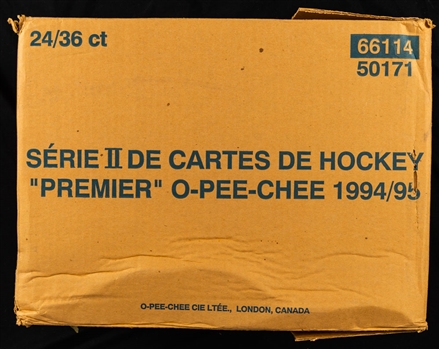 24/36 ct
66114
50171
SÉRIE II DE CARTES DE HOCKEY
"PREMIER" O-PEE-CHEE 1994/95
O-PEE-CHEE CIE LTÉE., LONDON, CANADA